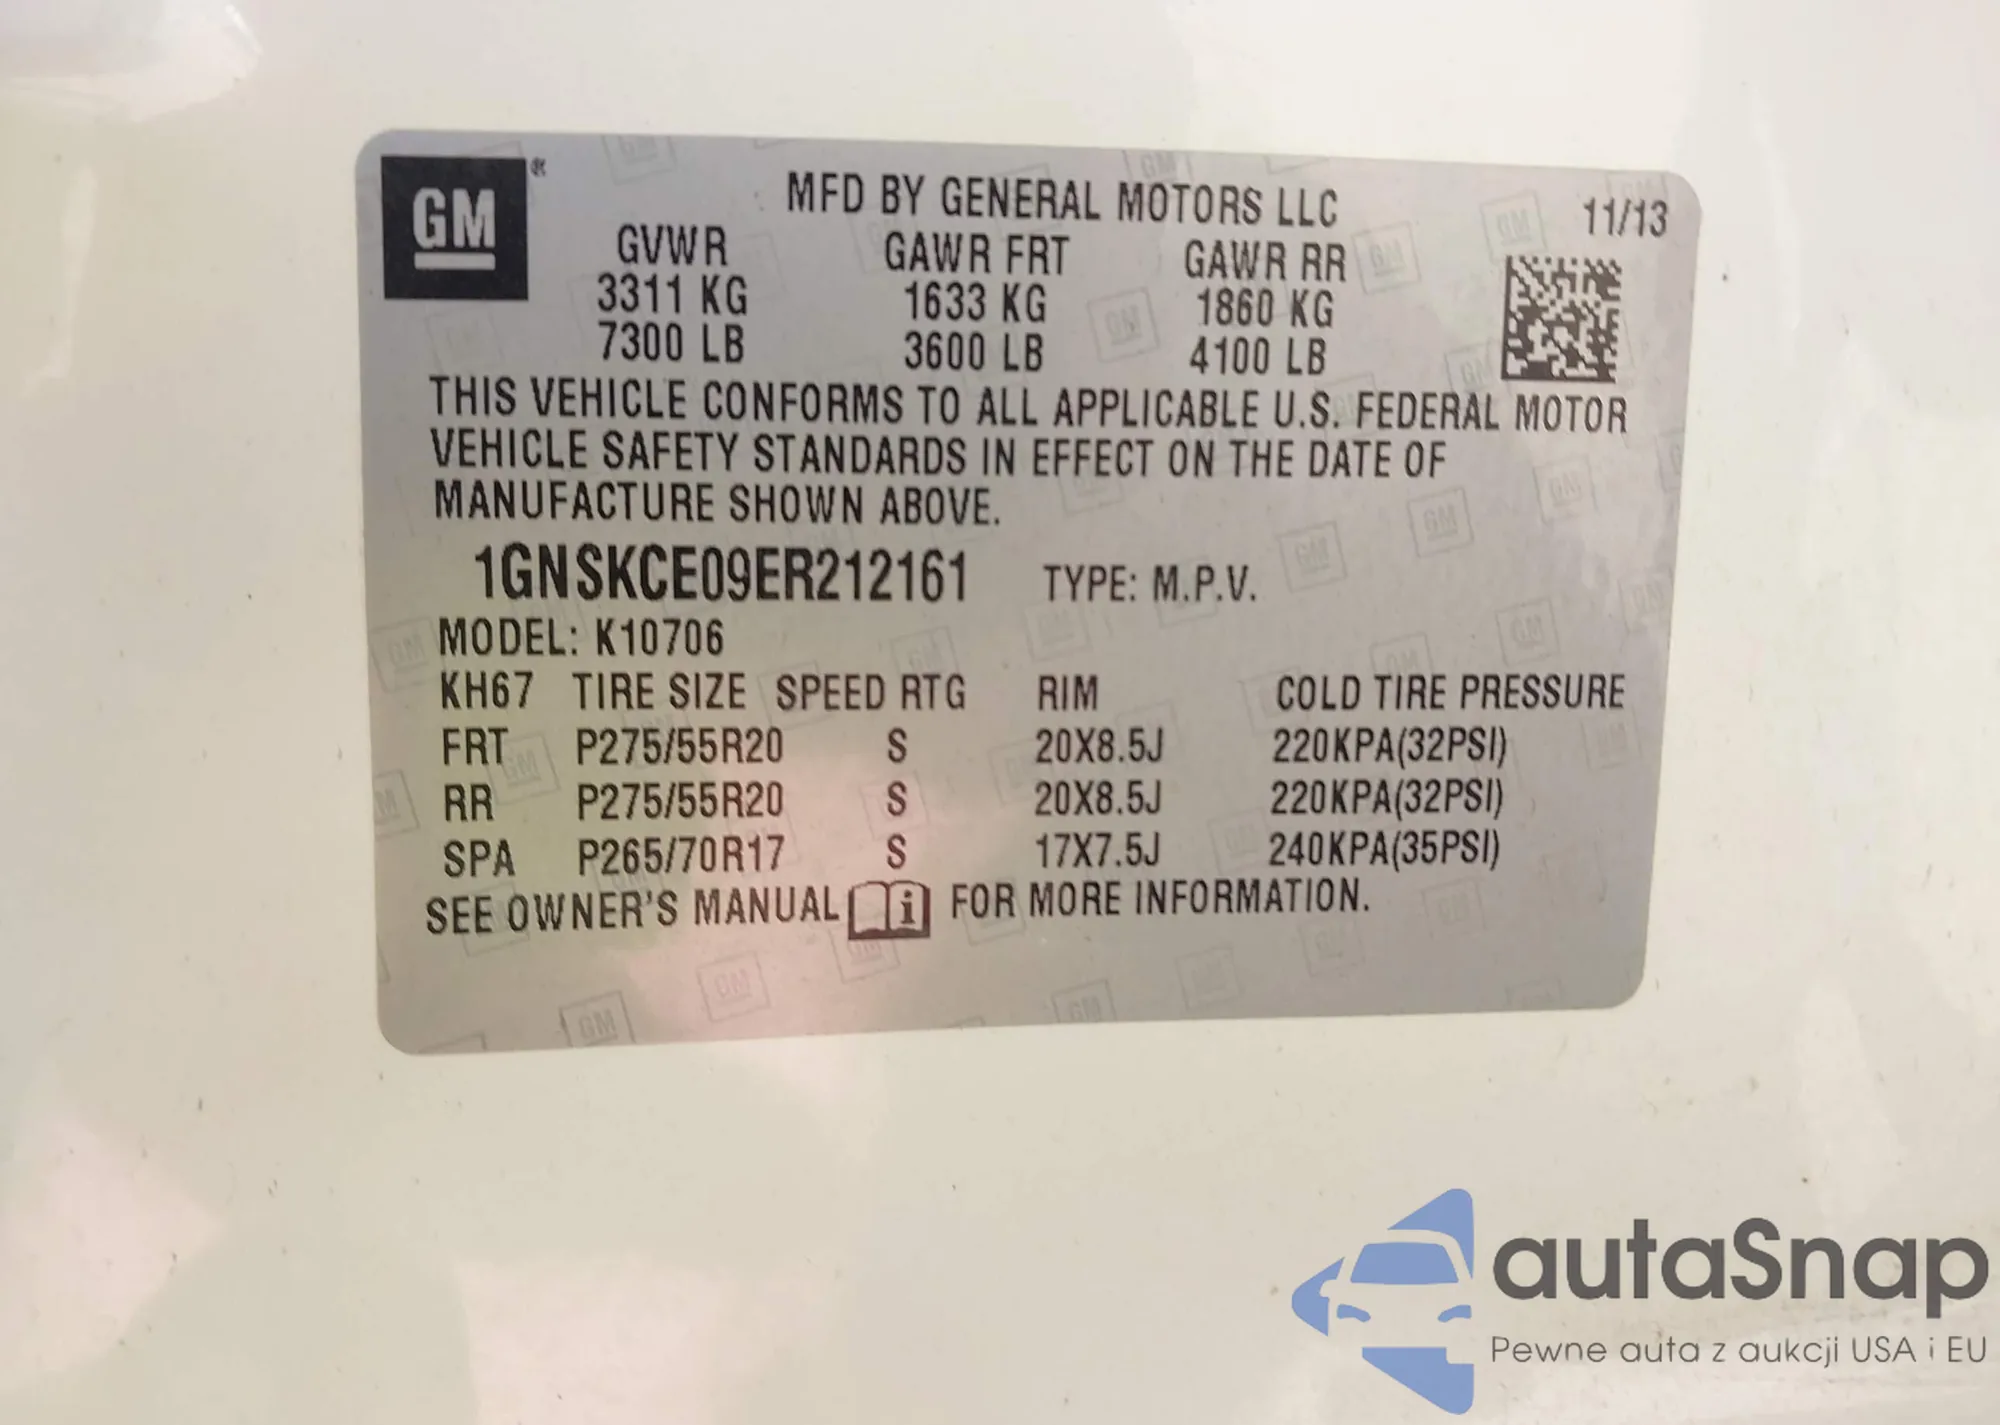 GM ®
MFD BY GENERAL MOTORS LLC 11/13
GVWR GAWR FRT GAWR RR
3311 KG 1633 KG 1860 KG
7300 LB 3600 LB 4100 LB
THIS VEHICLE CONFORMS TO ALL APPLICABLE U.S. FEDERAL MOTOR
VEHICLE SAFETY STANDARDS IN EFFECT ON THE DATE OF
MANUFACTURE SHOWN ABOVE.
1GNSKCE09ER212161 TYPE: M.P.V.
MODEL: K10706
KH67 TIRE SIZE SPEED RTG RIM COLD TIRE PRESSURE
FRT P275/55R20 S 20X8.5J 220KPA(32PSI)
RR P275/55R20 S 20X8.5J 220KPA(32PSI)
SPA P265/70R17 S 17X7.5J 240KPA(35PSI)
SEE OWNER'S MANUAL i FOR MORE INFORMATION.
autaSnap
Pewne auta z aukcji USA i EU